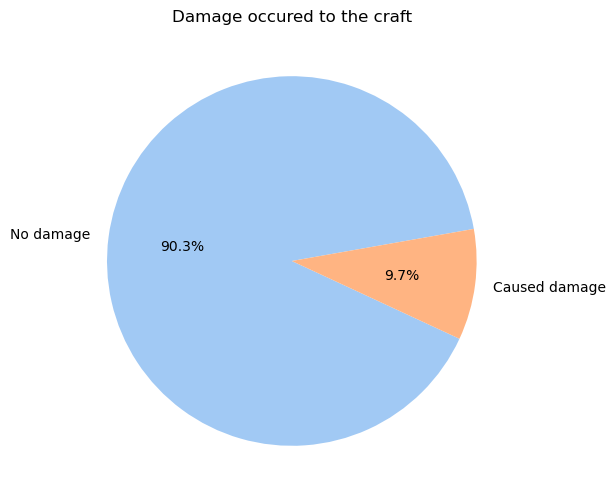 Damage occured to the craft
No damage
90.3%
9.7%
Caused damage